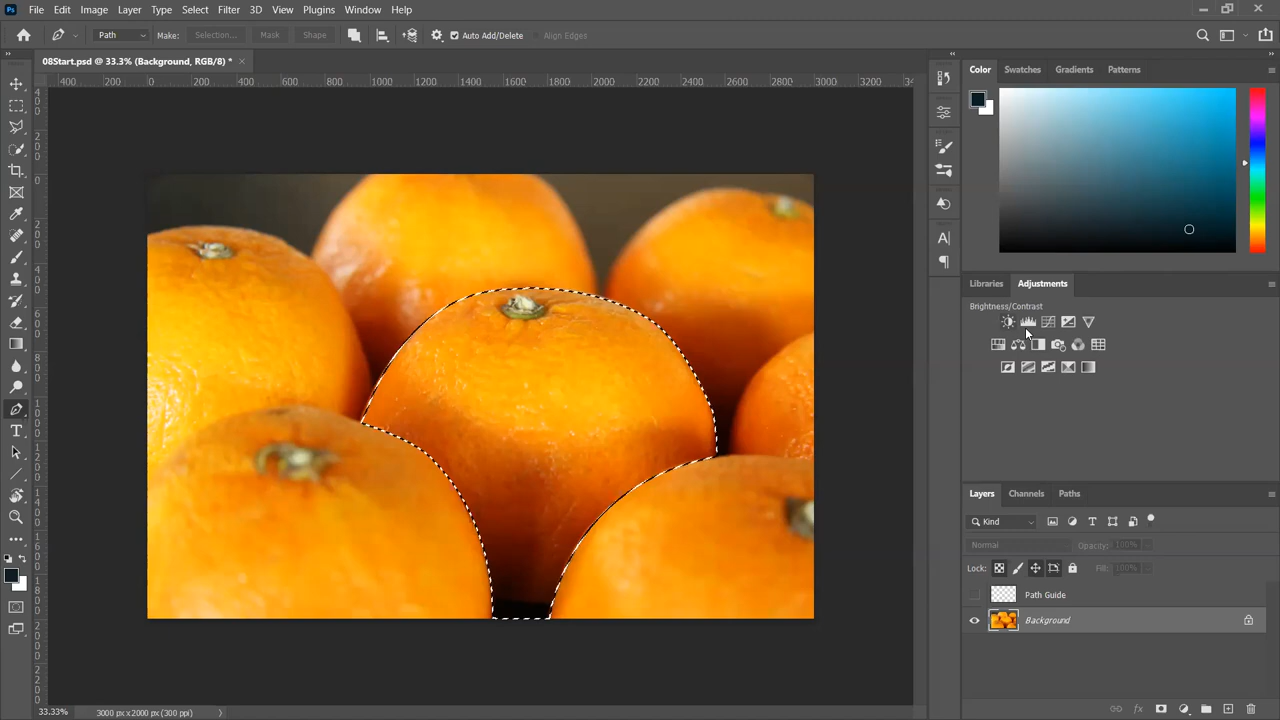 Ps File Edit Image Layer Type Select Filter 3D View Plugins Window Help
Path Make: Selection... Mask Shape Auto Add/Delete Align Edges
08Start.psd @ 33.3% (Background, RGB/8) *
400 200 0 200 400 600 800 1000 1200 1400 1600 1800 2000 2200 2400 2600 2800 3000 3200
Color Swatches Gradients Patterns
Libraries Adjustments
Brightness/Contrast
Layers Channels Paths
Kind
Normal Opacity: 100%
Lock: Fill: 100%
Path Guide
Background
33.33% 3000 px x 2000 px (300 ppi)